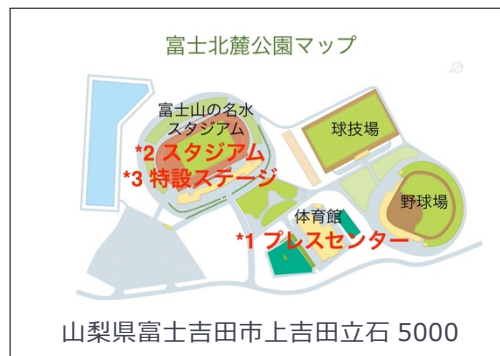 富士北麓公園マップ
富士山の名水
スタジアム
*2 スタジアム
*3 特設ステージ
球技場
体育館
*1 プレスセンター
野球場
山梨県富士吉田市上吉田立石 5000